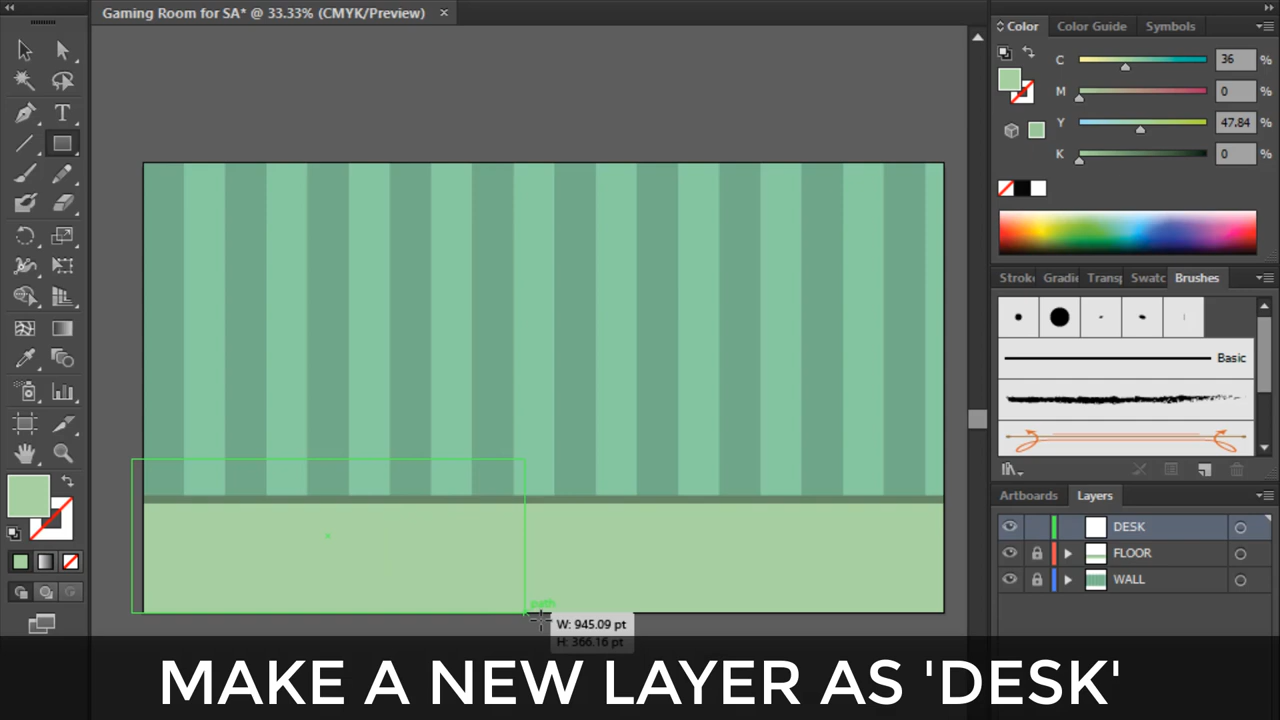 Gaming Room for SA* @ 33.33% (CMYK/Preview) ×
Color Color Guide Symbols
C 36 %
M 0 %
Y 47.84 %
K 0 %
Stroke Gradie Transp Swatc Brushes
Basic
Artboards Layers
DESK
FLOOR
WALL
path
W: 945.09 pt
H: 366.16 pt
MAKE A NEW LAYER AS 'DESK'